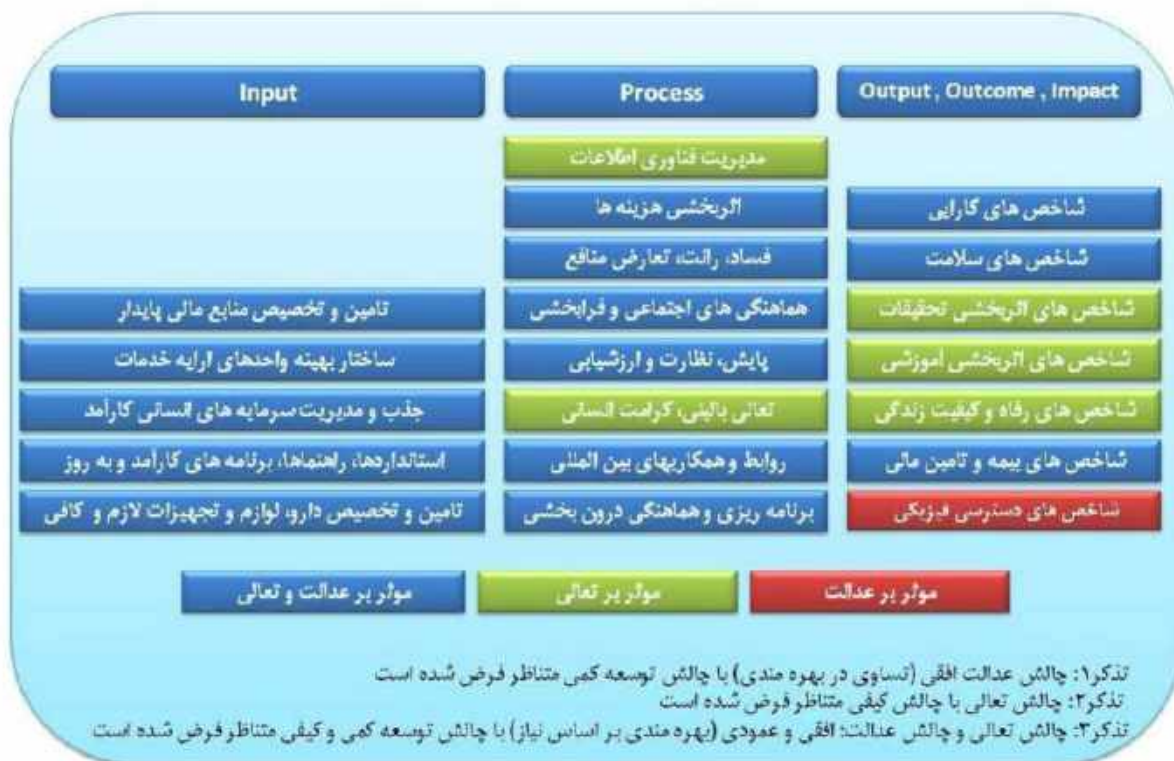 Input
Process
Output , Outcome , Impact
مدیریت فناوری اطلاعات
اثربخشی هزینه ها
فساد، رانت، تعارض منافع
هماهنگی های اجتماعی و فرابخشی
پایش، نظارت و ارزشیابی
تعالی بالینی، کرامت انسانی
روابط و همکاریهای بین المللی
برنامه ریزی و هماهنگی درون بخشی
شاخص های کارایی
شاخص های سلامت
شاخص های اثربخشی تحقیقات
شاخص های اثربخشی آموزشی
شاخص های رفاه و کیفیت زندگی
شاخص های بیمه و تامین مالی
شاخص های دسترسی فیزیکی
تامین و تخصیص منابع مالی پایدار
ساختار بهینه واحدهای ارایه خدمات
جذب و مدیریت سرمایه های انسانی کارآمد
استانداردها، راهنماها، برنامه های کارآمد و به روز
تامین و تخصیص دارو، لوازم و تجهیزات لازم و کافی
موثر بر عدالت و تعالی
موثر بر تعالی
موثر بر عدالت
تذکر۱: چالش عدالت افقی (تساوی در بهره مندی) با چالش توسعه کمی متناظر فرض شده است
تذکر۲: چالش تعالی با چالش کیفی متناظر فرض شده است
تذکر۳: چالش تعالی و چالش عدالت؛ افقی و عمودی (بهره مندی بر اساس نیاز) با چالش توسعه کمی و کیفی متناظر فرض شده است